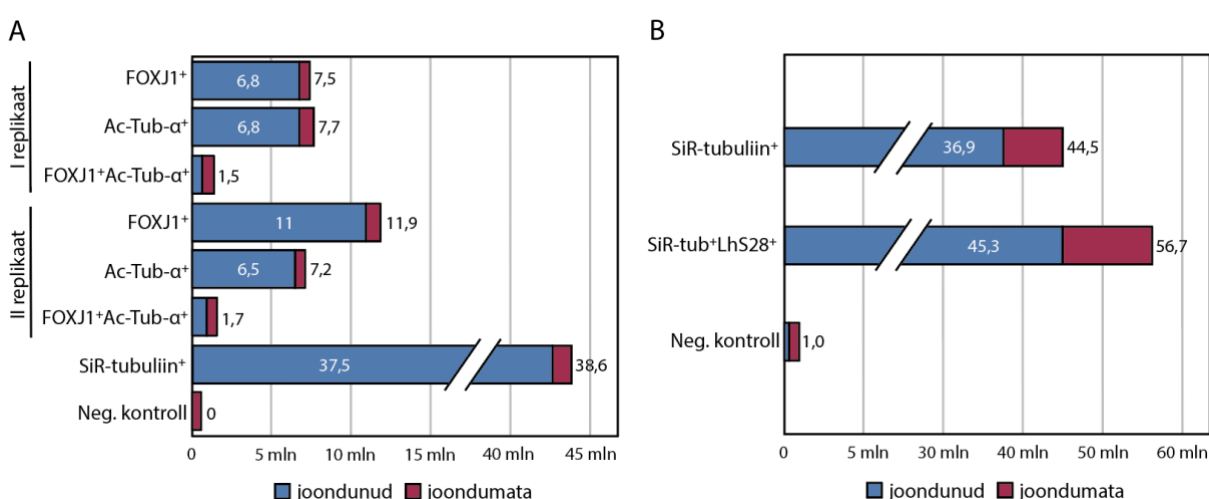 A
I replikaat
FOXJ1⁺
6,8
7,5
Ac-Tub-α⁺
6,8
7,7
FOXJ1⁺Ac-Tub-α⁺
1,5
II replikaat
FOXJ1⁺
11
11,9
Ac-Tub-α⁺
6,5
7,2
FOXJ1⁺Ac-Tub-α⁺
1,7
SiR-tubuliin⁺
37,5
38,6
Neg. kontroll
0
0 5 mln 10 mln 15 mln 40 mln 45 mln
joondunud joondumata
B
SiR-tubuliin⁺
36,9
44,5
SiR-tub⁺LhS28⁺
45,3
56,7
Neg. kontroll
1,0
0 5 mln 30 mln 40 mln 50 mln 60 mln
joondunud joondumata